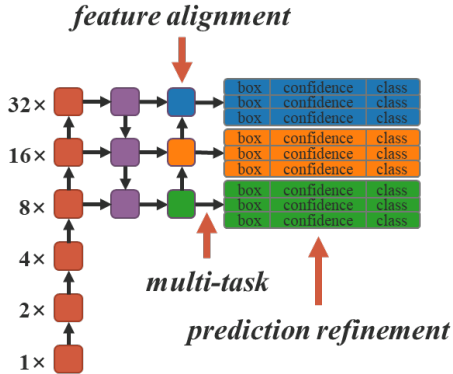 feature alignment
32×
box confidence class
box confidence class
box confidence class
16×
box confidence class
box confidence class
box confidence class
8×
box confidence class
box confidence class
box confidence class
4×
multi-task
2×
prediction refinement
1×